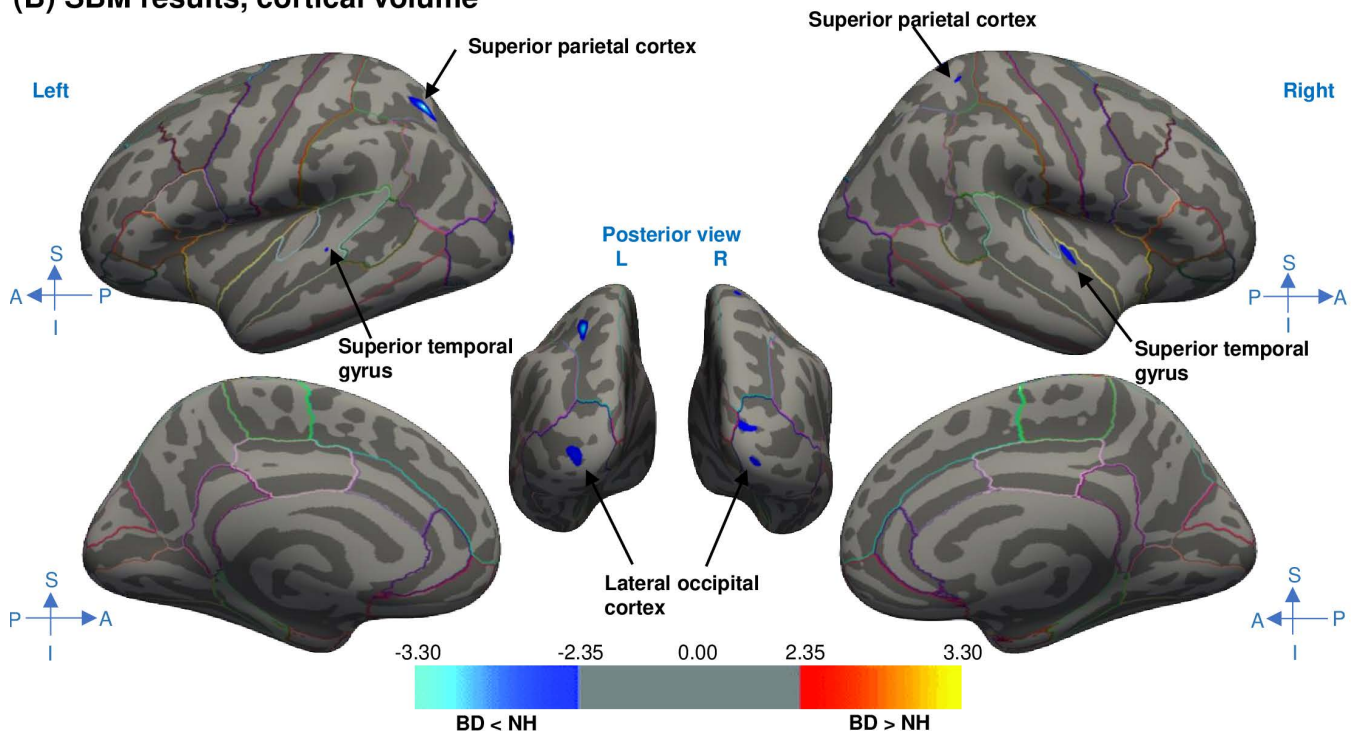 (B) SBM results, cortical volume
Superior parietal cortex
Superior parietal cortex
Left
Right
Posterior view
L R
S
A P
I
S
P A
I
Superior temporal
gyrus
Superior temporal
gyrus
Lateral occipital
cortex
S
P A
I
S
A P
I
-3.30 -2.35 0.00 2.35 3.30
BD < NH BD > NH